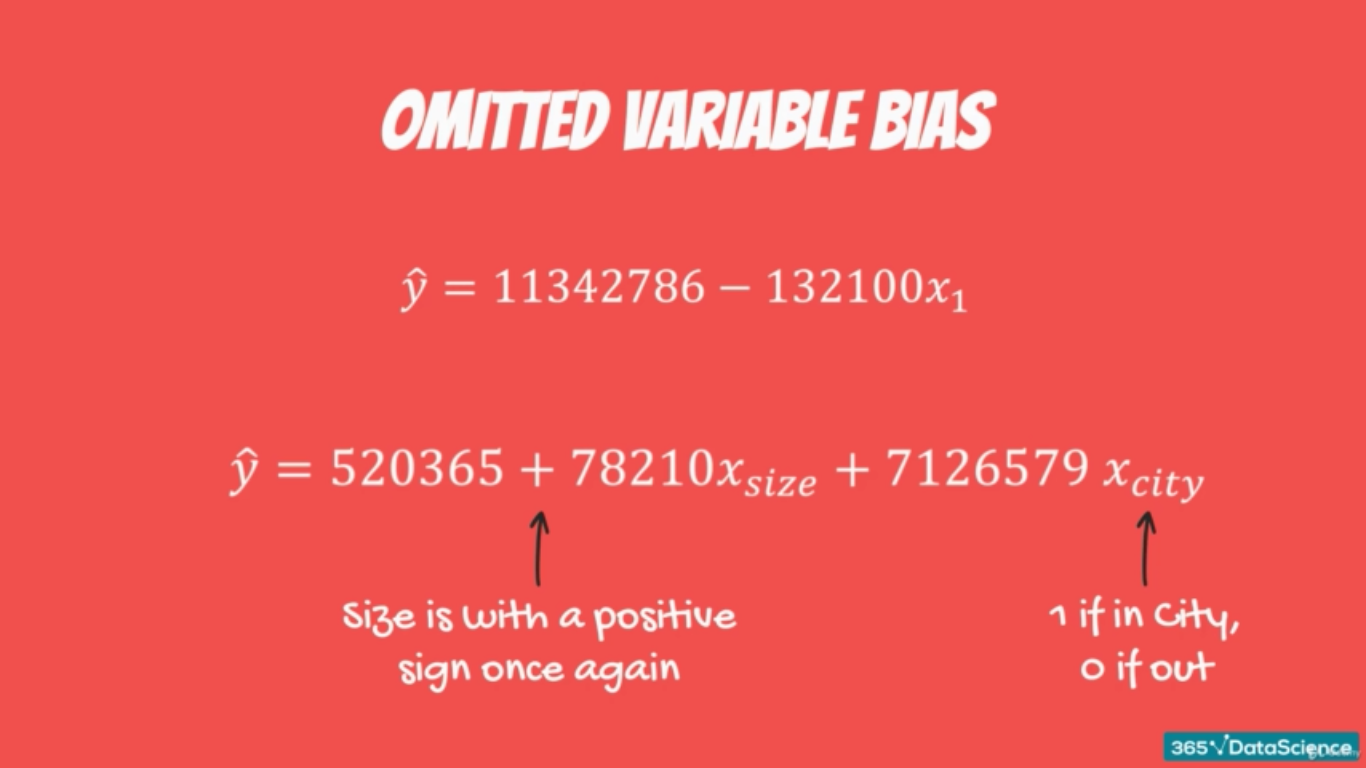 OMITTED VARIABLE BIAS
ŷ = 11342786 − 132100x₁
ŷ = 520365 + 78210x_size + 7126579 x_city
Size is with a positive
sign once again
1 if in City,
0 if out
365 DataScience